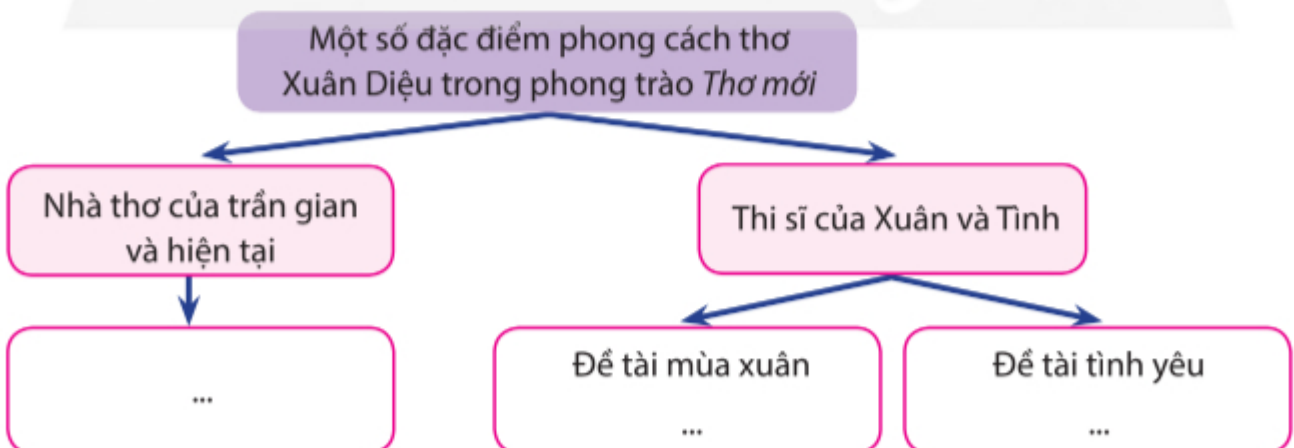 Một số đặc điểm phong cách thơ
Xuân Diệu trong phong trào Thơ mới
Nhà thơ của trần gian
và hiện tại
Thi sĩ của Xuân và Tình
...
Đề tài mùa xuân
...
Đề tài tình yêu
...